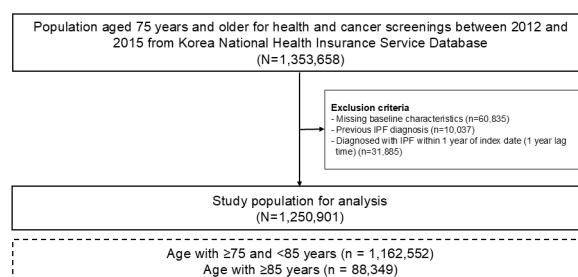 Population aged 75 years and older for health and cancer screenings between 2012 and
2015 from Korea National Health Insurance Service Database
(N=1,353,658)
Exclusion criteria
- Missing baseline characteristics (n=60,835)
- Previous IPF diagnosis (n=10,037)
- Diagnosed with IPF within 1 year of index date (1 year lag
time) (n=31,885)
Study population for analysis
(N=1,250,901)
Age with ≥75 and <85 years (n = 1,162,552)
Age with ≥85 years (n = 88,349)